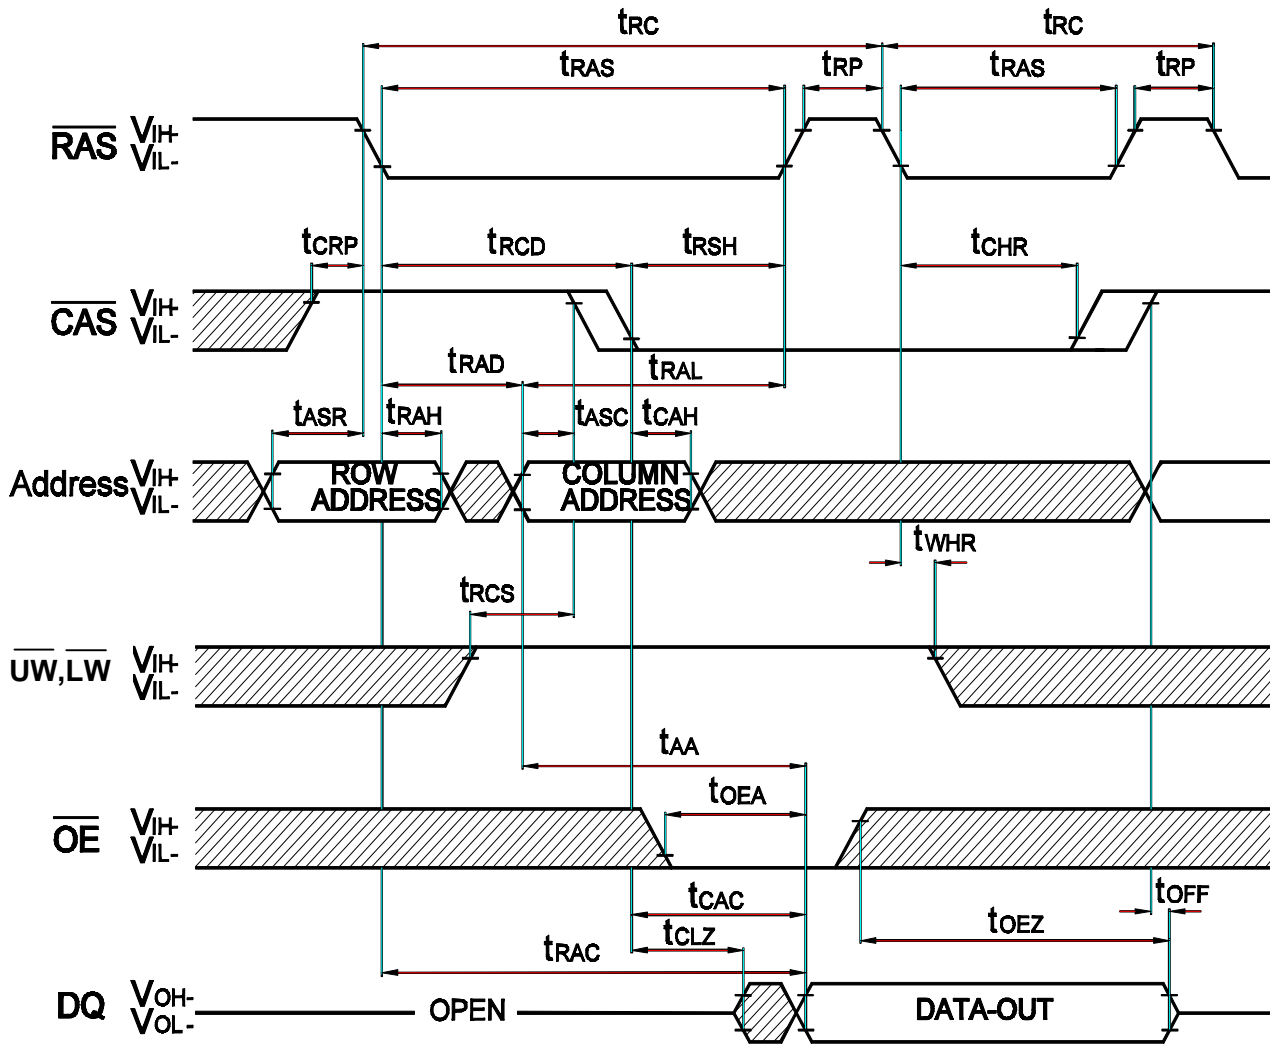 tRC tRC
tRAS tRP tRAS tRP
RAS VIH-
VIL-
tCRP tRCD tRSH tCHR
CAS VIH-
VIL-
tRAD tRAL
tASR tRAH tASC tCAH
Address VIH-
VIL-
ROW
ADDRESS
COLUMN
ADDRESS
tWHR
tRCS
UW,LW VIH-
VIL-
tAA
tOEA
OE VIH-
VIL-
tCAC tOFF
tCLZ tOEZ
tRAC
DQ VOH-
VOL-
OPEN DATA-OUT